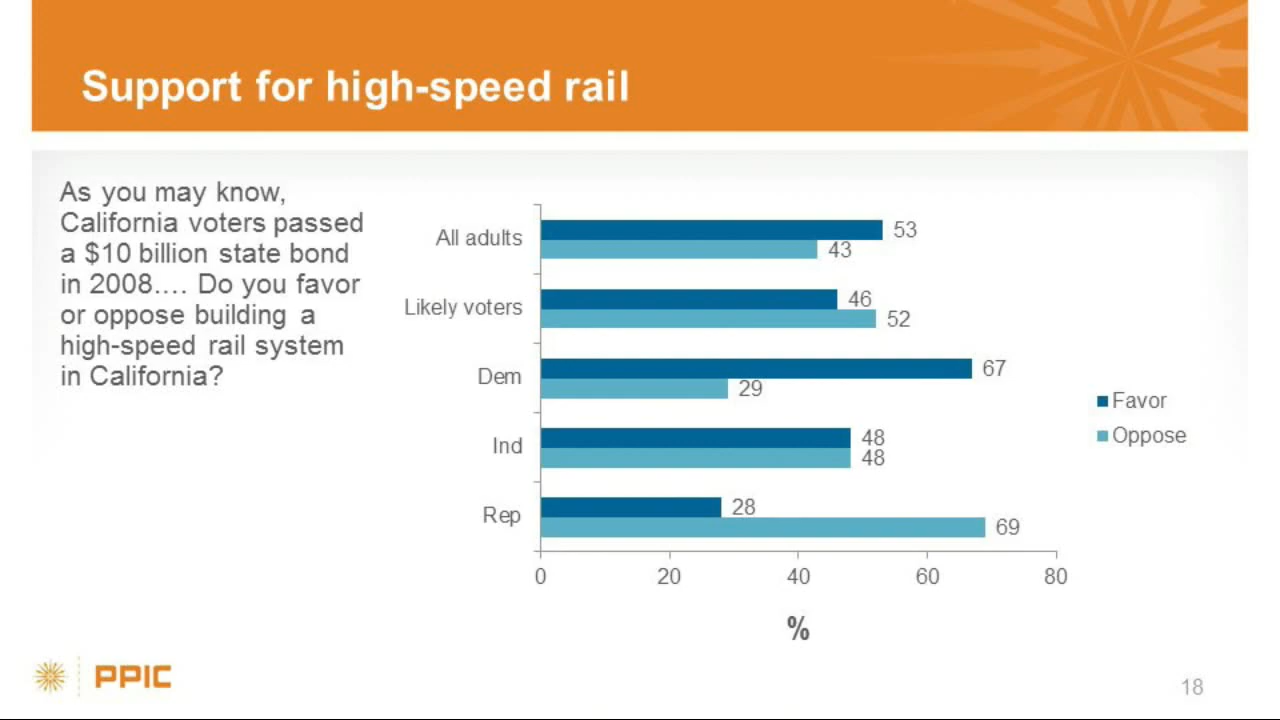 Support for high-speed rail
As you may know,
California voters passed
a $10 billion state bond
in 2008.... Do you favor
or oppose building a
high-speed rail system
in California?
All adults
53
43
Likely voters
46
52
Dem
67
29
Ind
48
48
Rep
28
69
0 20 40 60 80
%
Favor
Oppose
PPIC
18